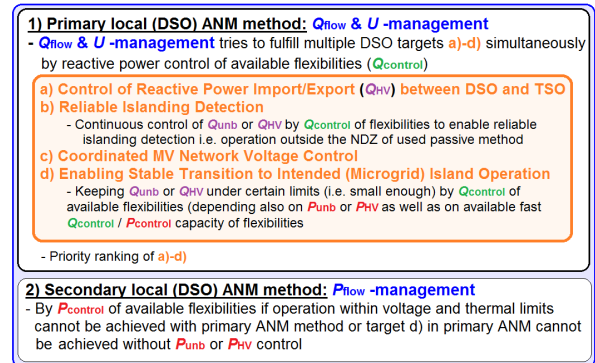 1) Primary local (DSO) ANM method: Qflow & U -management
- Qflow & U -management tries to fulfill multiple DSO targets a)-d) simultaneously
by reactive power control of available flexibilities (Qcontrol)
a) Control of Reactive Power Import/Export (QHV) between DSO and TSO
b) Reliable Islanding Detection
- Continuous control of Qunb or QHV by Qcontrol of flexibilities to enable reliable
islanding detection i.e. operation outside the NDZ of used passive method
c) Coordinated MV Network Voltage Control
d) Enabling Stable Transition to Intended (Microgrid) Island Operation
- Keeping Qunb or QHV under certain limits (i.e. small enough) by Qcontrol of
available flexibilities (depending also on Punb or PHV as well as on available fast
Qcontrol / Pcontrol capacity of flexibilities
- Priority ranking of a)-d)
2) Secondary local (DSO) ANM method: Pflow -management
- By Pcontrol of available flexibilities if operation within voltage and thermal limits
cannot be achieved with primary ANM method or target d) in primary ANM cannot
be achieved without Punb or PHV control